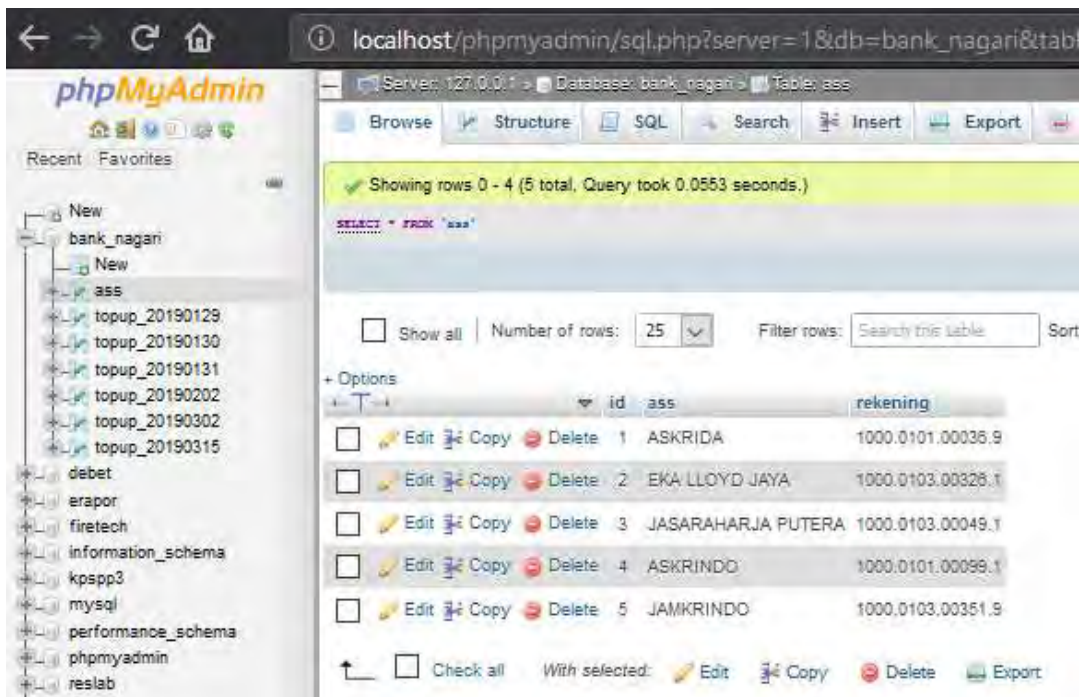 localhost/phpmyadmin/sql.php?server=1&db=bank_nagari&tabl
phpMyAdmin
Recent Favorites
New
bank_nagari
New
ass
topup_20190129
topup_20190130
topup_20190131
topup_20190202
topup_20190302
topup_20190315
debet
erapor
firetech
information_schema
kpspp3
mysql
performance_schema
phpmyadmin
reslab
Server: 127.0.0.1 » Database: bank_nagari » Table: ass
Browse Structure SQL Search Insert Export
Showing rows 0 - 4 (5 total, Query took 0.0553 seconds.)
SELECT * FROM `ass`
Show all Number of rows: 25 Filter rows: Search this table Sort
+ Options
id ass rekening
Edit Copy Delete 1 ASKRIDA 1000.0101.00036.9
Edit Copy Delete 2 EKA LLOYD JAYA 1000.0103.00328.1
Edit Copy Delete 3 JASARAHARJA PUTERA 1000.0103.00049.1
Edit Copy Delete 4 ASKRINDO 1000.0101.00099.1
Edit Copy Delete 5 JAMKRINDO 1000.0103.00351.9
Check all With selected: Edit Copy Delete Export